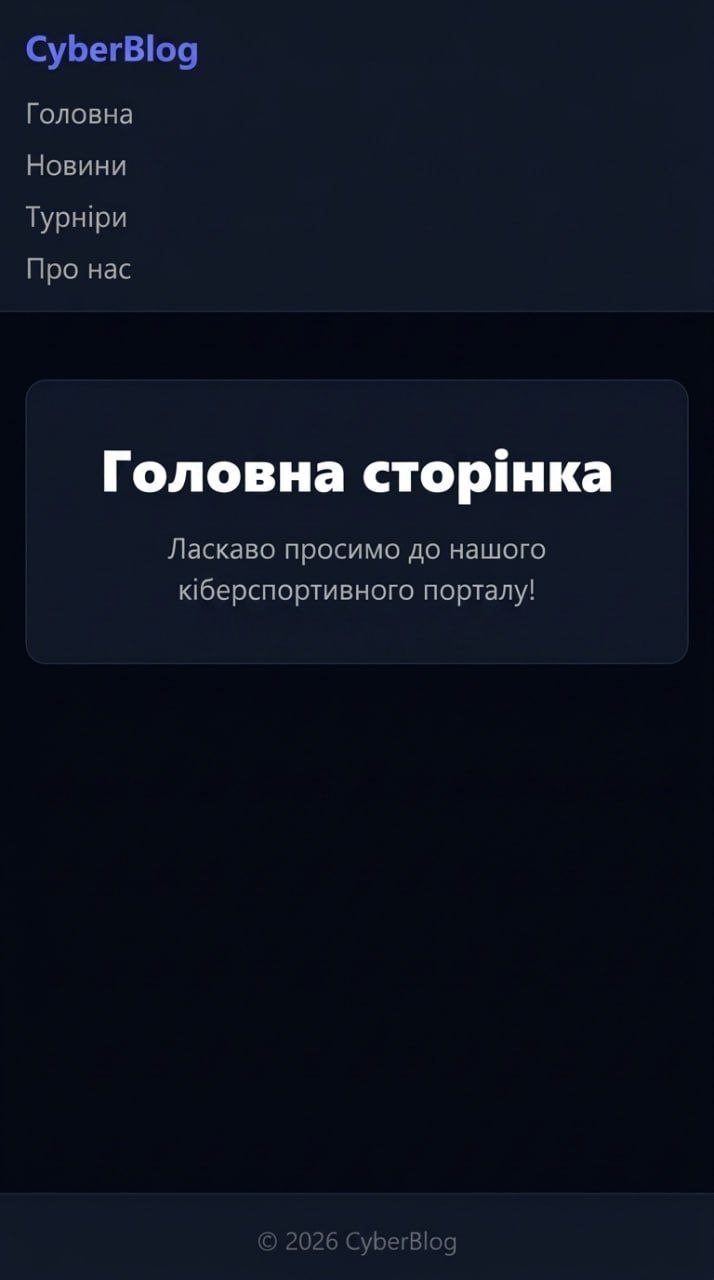 CyberBlog
Головна
Новини
Турніри
Про нас
Головна сторінка
Ласкаво просимо до нашого
кіберспортивного порталу!
© 2026 CyberBlog